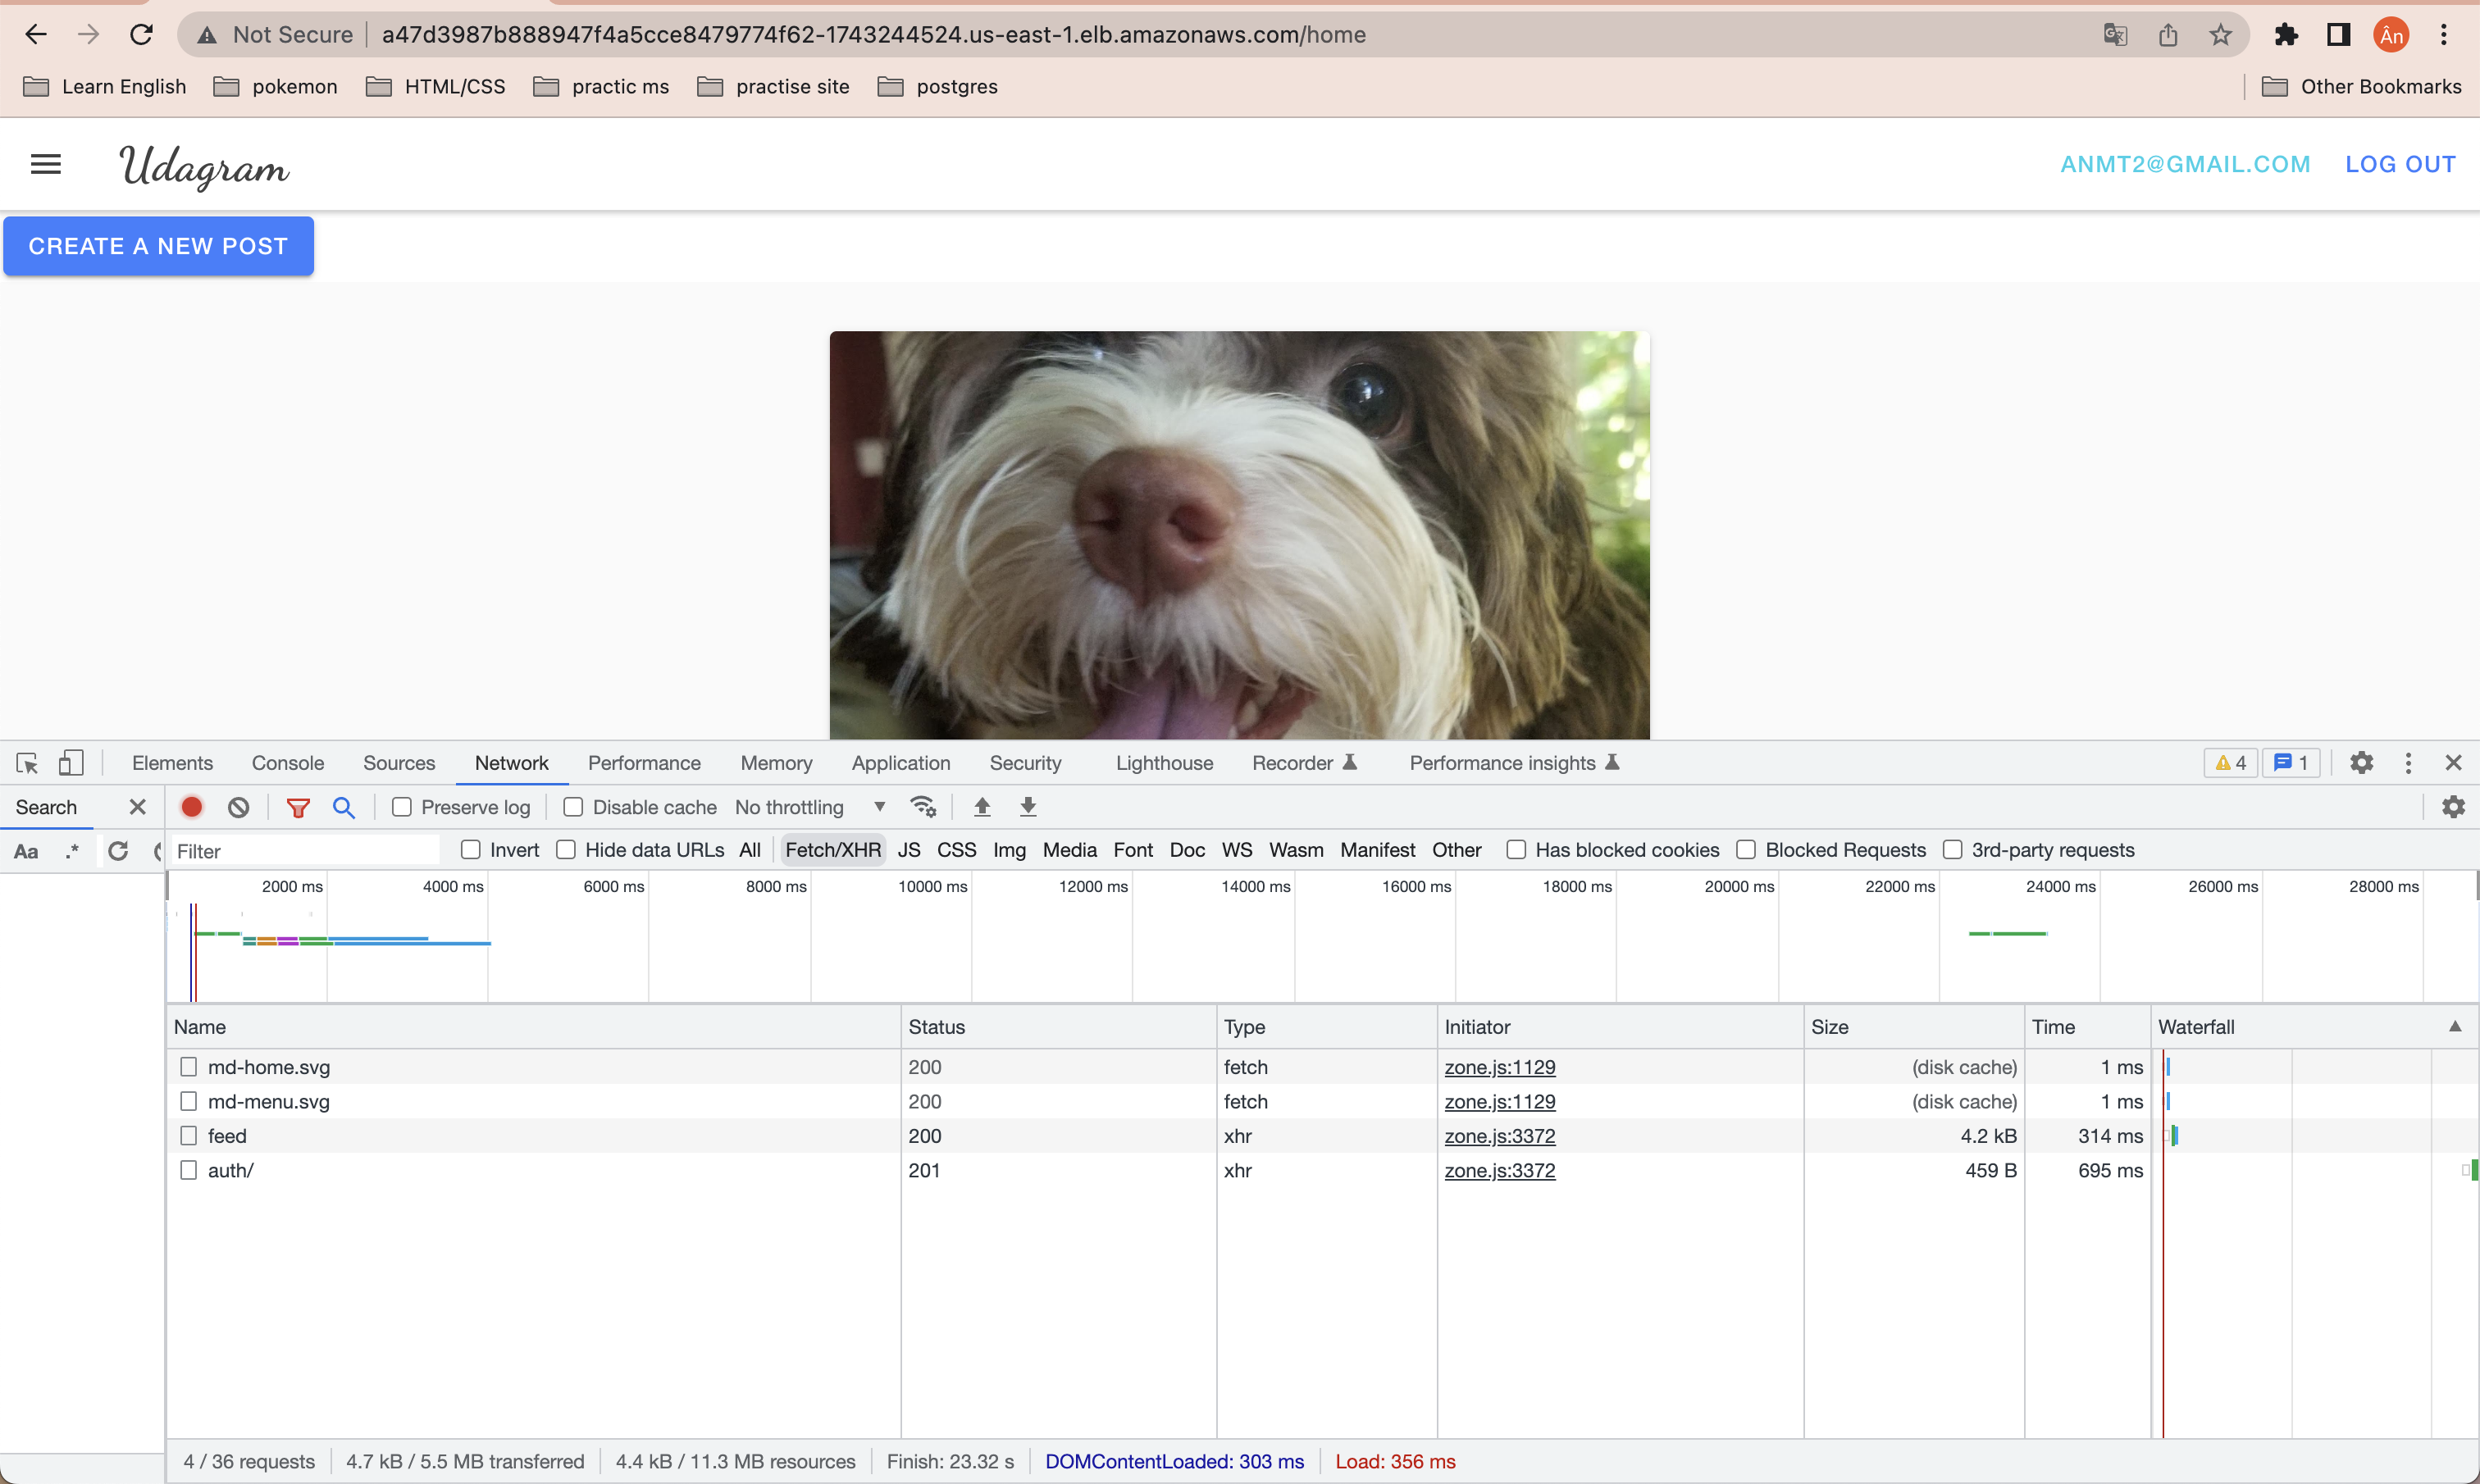 Not Secure a47d3987b888947f4a5cce8479774f62-1743244524.us-east-1.elb.amazonaws.com/home Ân
Learn English pokemon HTML/CSS practic ms practise site postgres Other Bookmarks
Udagram ANMT2@GMAIL.COM LOG OUT
CREATE A NEW POST
Elements Console Sources Network Performance Memory Application Security Lighthouse Recorder Performance insights 4 1
Search Preserve log Disable cache No throttling
Aa .* Filter Invert Hide data URLs All Fetch/XHR JS CSS Img Media Font Doc WS Wasm Manifest Other Has blocked cookies Blocked Requests 3rd-party requests
2000 ms 4000 ms 6000 ms 8000 ms 10000 ms 12000 ms 14000 ms 16000 ms 18000 ms 20000 ms 22000 ms 24000 ms 26000 ms 28000 ms
Name Status Type Initiator Size Time Waterfall
md-home.svg 200 fetch zone.js:1129 (disk cache) 1 ms
md-menu.svg 200 fetch zone.js:1129 (disk cache) 1 ms
feed 200 xhr zone.js:3372 4.2 kB 314 ms
auth/ 201 xhr zone.js:3372 459 B 695 ms
4 / 36 requests 4.7 kB / 5.5 MB transferred 4.4 kB / 11.3 MB resources Finish: 23.32 s DOMContentLoaded: 303 ms Load: 356 ms